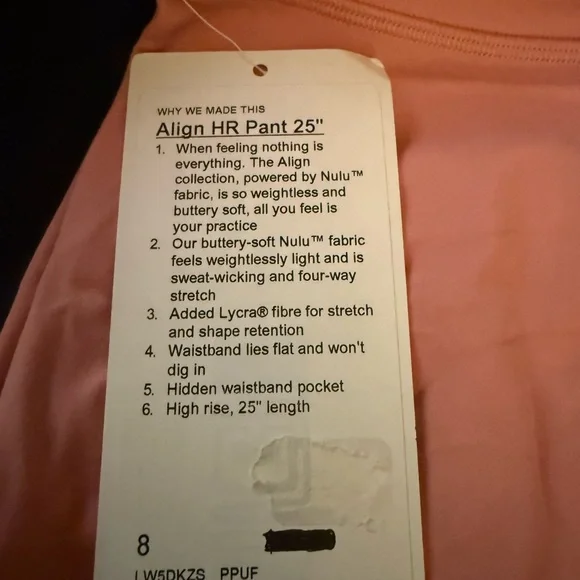 WHY WE MADE THIS
Align HR Pant 25"
1. When feeling nothing is
everything. The Align
collection, powered by Nulu™
fabric, is so weightless and
buttery soft, all you feel is
your practice
2. Our buttery-soft Nulu™ fabric
feels weightlessly light and is
sweat-wicking and four-way
stretch
3. Added Lycra® fibre for stretch
and shape retention
4. Waistband lies flat and won't
dig in
5. Hidden waistband pocket
6. High rise, 25" length
8
LW5DKZS PPUF